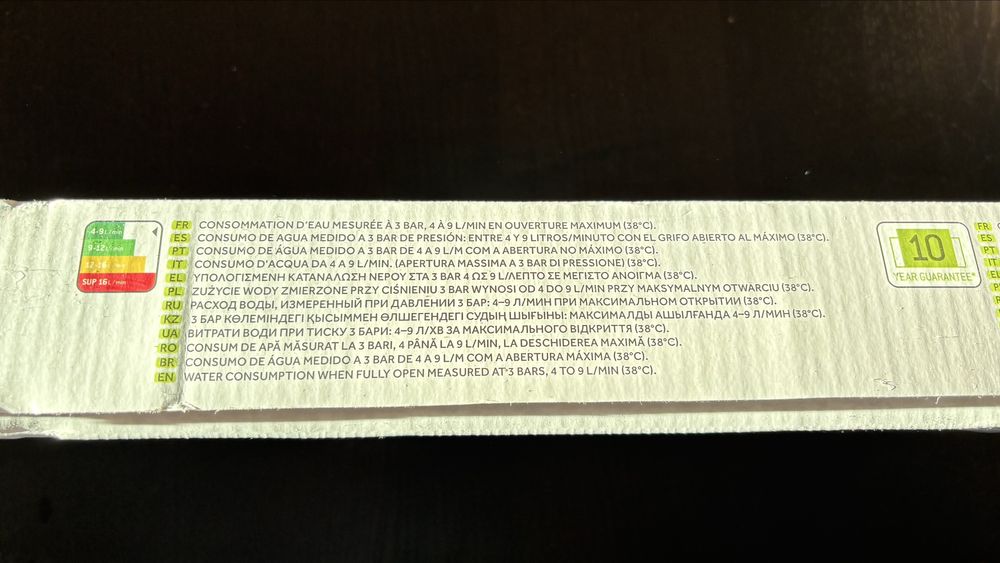 4-9 L/min
9-12 L/min
12-16 L/min
SUP 16 L/min
FR CONSOMMATION D'EAU MESURÉE À 3 BAR, 4 À 9 L/MIN EN OUVERTURE MAXIMUM (38°C).
ES CONSUMO DE AGUA MEDIDO A 3 BAR DE PRESIÓN: ENTRE 4 Y 9 LITROS/MINUTO CON EL GRIFO ABIERTO AL MÁXIMO (38°C).
PT CONSUMO DE ÁGUA MEDIDO A 3 BAR DE 4 A 9 L/M COM A ABERTURA NO MÁXIMO (38°C).
IT CONSUMO D'ACQUA DA 4 A 9 L/MIN. (APERTURA MASSIMA A 3 BAR DI PRESSIONE) (38°C).
EL ΥΠΟΛΟΓΙΣΜΕΝΗ ΚΑΤΑΝΑΛΩΣΗ ΝΕΡΟΥ ΣΤΑ 3 BAR 4 ΩΣ 9 L/ΛΕΠΤΟ ΣΕ ΜΕΓΙΣΤΟ ΑΝΟΙΓΜΑ (38°C).
PL ZUŻYCIE WODY ZMIERZONE PRZY CIŚNIENIU 3 BAR WYNOSI OD 4 DO 9 L/MIN PRZY MAKSYMALNYM OTWARCIU (38°C).
RU РАСХОД ВОДЫ, ИЗМЕРЕННЫЙ ПРИ ДАВЛЕНИИ 3 БАР: 4–9 Л/МИН ПРИ МАКСИМАЛЬНОМ ОТКРЫТИИ (38°C).
KZ 3 БАР КӨЛЕМІНДЕГІ ҚЫСЫММЕН ӨЛШЕГЕНДЕГІ СУДЫҢ ШЫҒЫНЫ: МАКСИМАЛДЫ АШЫЛҒАНДА 4–9 Л/МИН (38°C).
UA ВИТРАТИ ВОДИ ПРИ ТИСКУ 3 БАРИ: 4–9 Л/ХВ ЗА МАКСИМАЛЬНОГО ВІДКРИТТЯ (38°C).
RO CONSUM DE APĂ MĂSURAT LA 3 BARI, 4 PÂNĂ LA 9 L/MIN, LA DESCHIDEREA MAXIMĂ (38°C).
BR CONSUMO DE ÁGUA MEDIDO A 3 BAR DE 4 A 9 L/M COM A ABERTURA MÁXIMA (38°C).
EN WATER CONSUMPTION WHEN FULLY OPEN MEASURED AT 3 BARS, 4 TO 9 L/MIN (38°C).
10
YEAR GUARANTEE*
FR
ES
PT
IT
EL